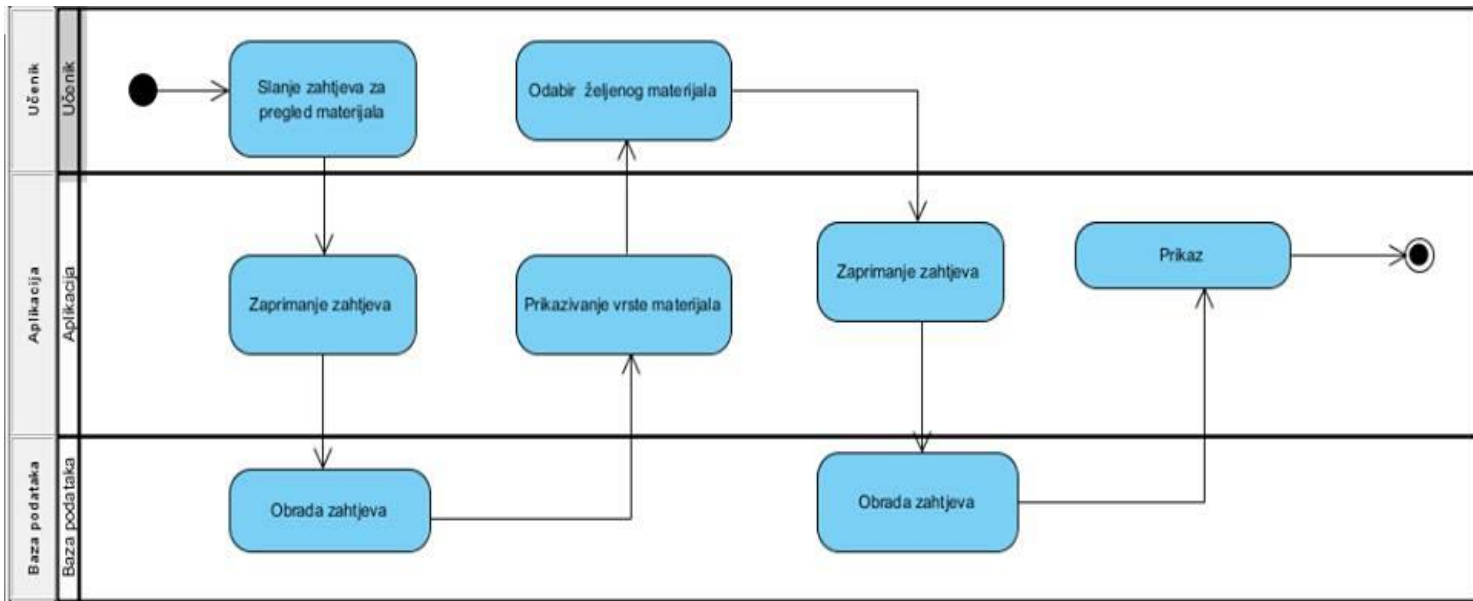 Učenik
Učenik
Slanje zahtjeva za
pregled materijala
Odabir željenog materijala
Aplikacija
Aplikacija
Zaprimanje zahtjeva
Prikazivanje vrste materijala
Zaprimanje zahtjeva
Prikaz
Baza podataka
Baza podataka
Obrada zahtjeva
Obrada zahtjeva